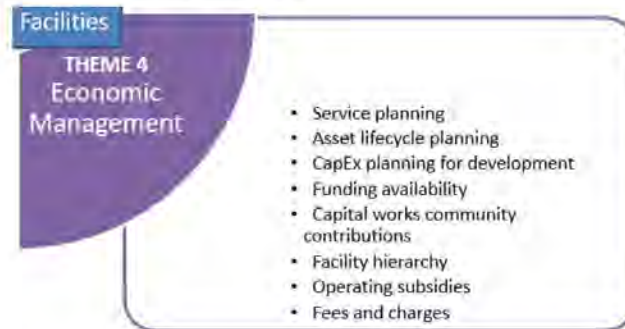 Facilities
THEME 4
Economic
Management
• Service planning
• Asset lifecycle planning
• CapEx planning for development
• Funding availability
• Capital works community
contributions
• Facility hierarchy
• Operating subsidies
• Fees and charges